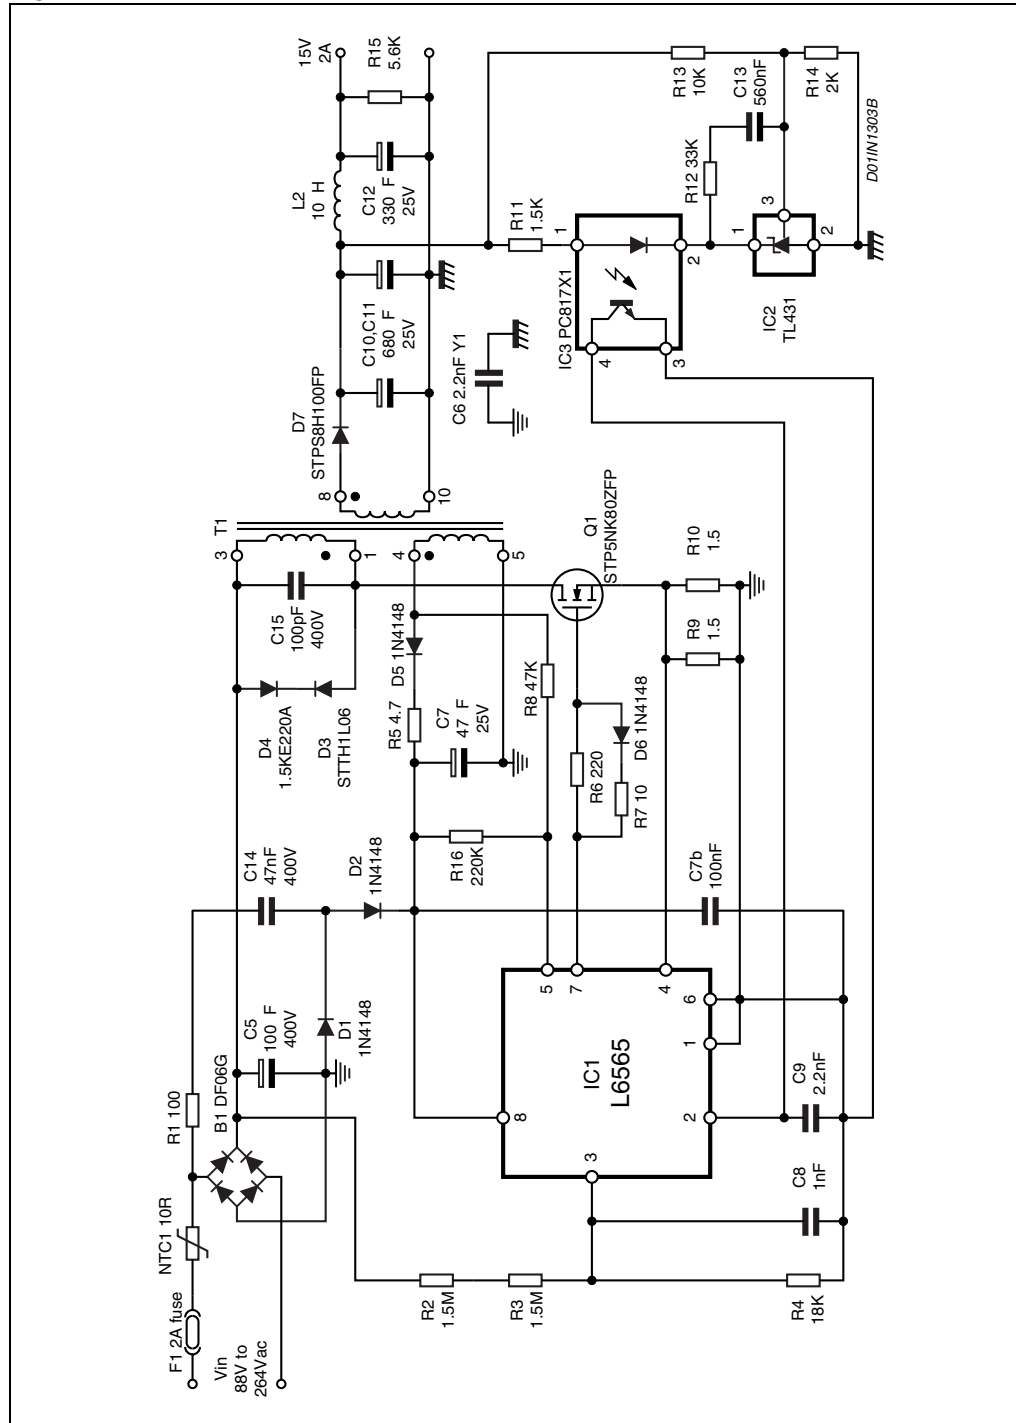 F1 2A fuse
Vin
88V to
264Vac
NTC1 10R
R1 100
B1 DF06G
C5
100 F
400V
D1
1N4148
C14
47nF
400V
D2
1N4148
D4
1.5KE220A
D3
STTH1L06
C15
100pF
400V
T1
3
1
4
5
8
10
D7
STPS8H100FP
C10,C11
680 F
25V
L2
10 H
C12
330 F
25V
R15
5.6K
15V
2A
D5 1N4148
R5 4.7
C7
47 F
25V
R16
220K
R8 47K
R6 220
R7 10
D6 1N4148
Q1
STP5NK80ZFP
R9
1.5
R10
1.5
C6 2.2nF Y1
R11
1.5K
IC3 PC817X1
1
2
3
4
R12 33K
C13
560nF
R13
10K
R14
2K
1
2
3
IC2
TL431
D01IN1303B
IC1
L6565
8
5
7
4
6
1
2
3
C7b
100nF
C9
2.2nF
C8
1nF
R2
1.5M
R3
1.5M
R4
18K